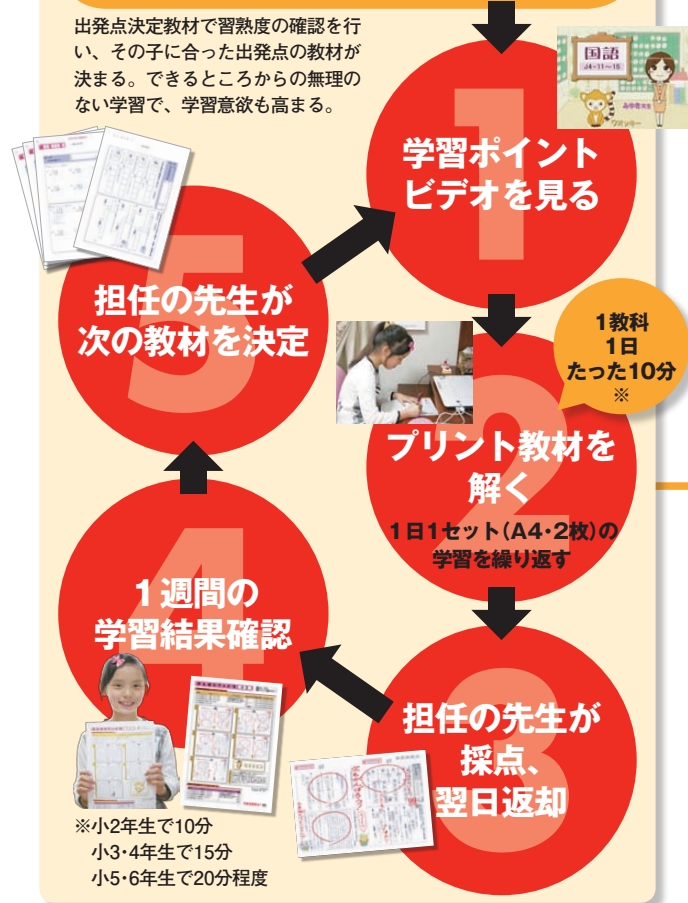 出発点決定教材で習熟度の確認を行
い、その子に合った出発点の教材が
決まる。できるところからの無理の
ない学習で、学習意欲も高まる。
国語
J4-11~15
1
学習ポイント
ビデオを見る
1教科
1日
たった10分
※
2
プリント教材を
解く
1日1セット(A4・2枚)の
学習を繰り返す
3
担任の先生が
採点、
翌日返却
4
1週間の
学習結果確認
5
担任の先生が
次の教材を決定
※小2年生で10分
小3・4年生で15分
小5・6年生で20分程度